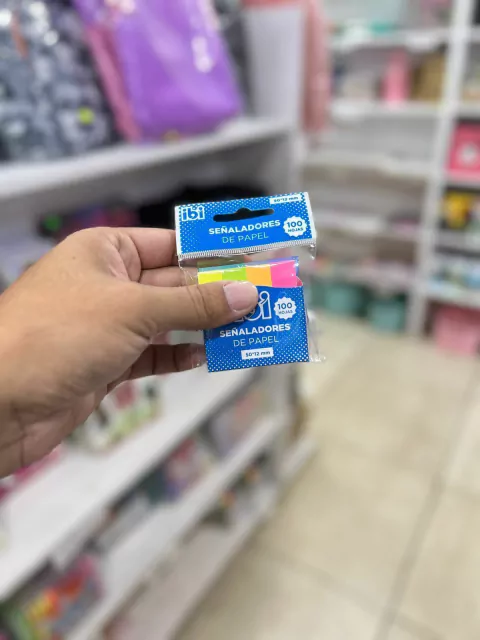 ibi
50*12 mm
SEÑALADORES
DE PAPEL
100
HOJAS
ibi
100
HOJAS
SEÑALADORES
DE PAPEL
50*12 mm